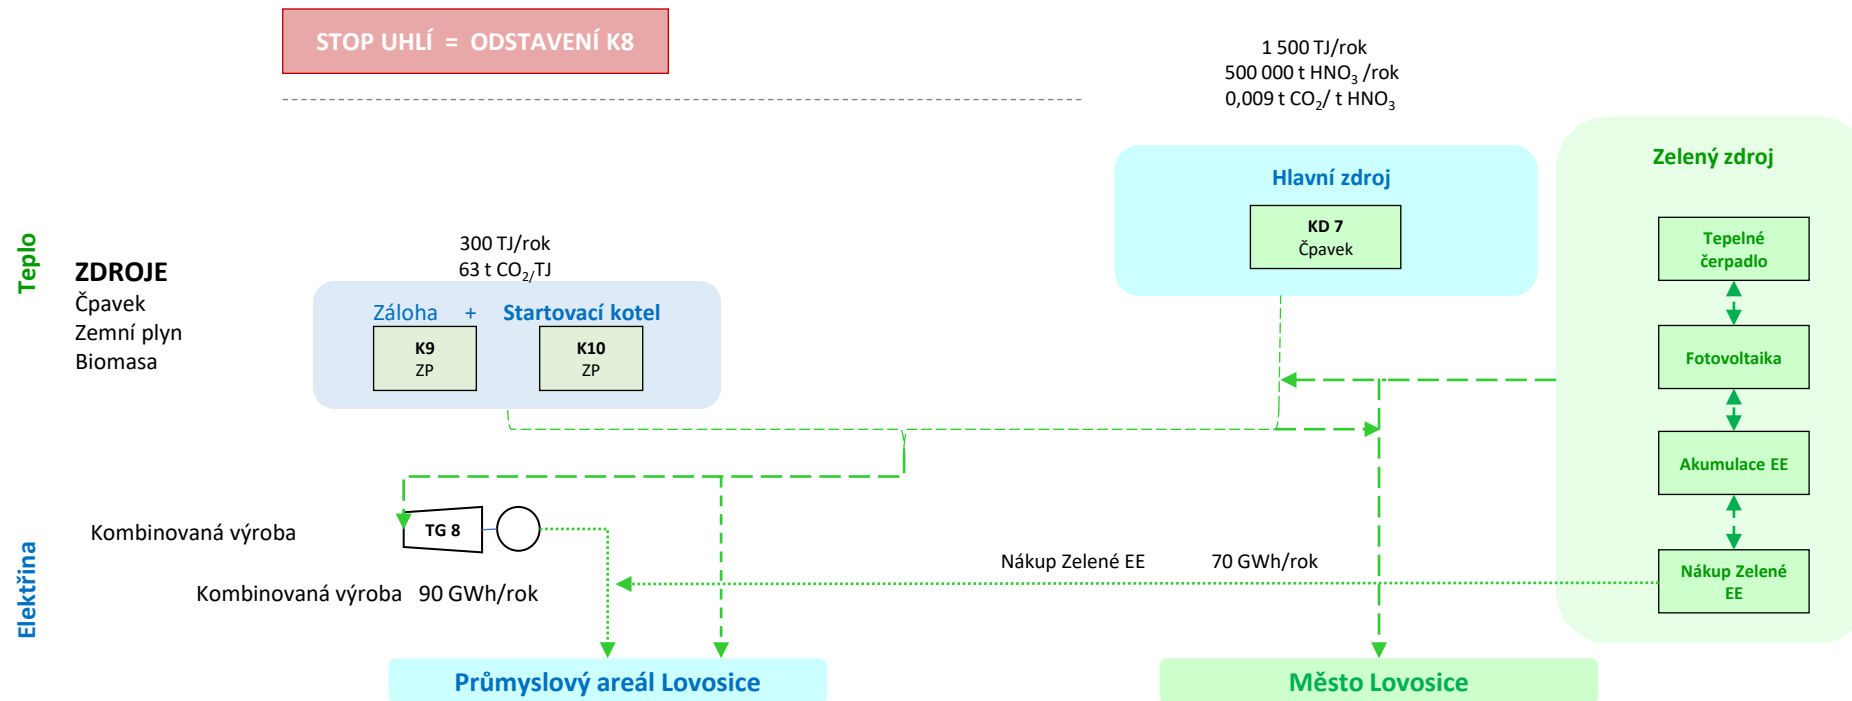 STOP UHLÍ = ODSTAVENÍ K8
1 500 TJ/rok
500 000 t HNO3 /rok
0,009 t CO2/ t HNO3
Zelený zdroj
Hlavní zdroj
KD 7
Čpavek
Tepelné
čerpadlo
Teplo
ZDROJE
Čpavek
Zemní plyn
Biomasa
300 TJ/rok
63 t CO2/TJ
Záloha + Startovací kotel
K9
ZP
K10
ZP
Fotovoltaika
Akumulace EE
Elektřina
Kombinovaná výroba
TG 8
Kombinovaná výroba 90 GWh/rok
Nákup Zelené EE 70 GWh/rok
Nákup Zelené
EE
Průmyslový areál Lovosice
Město Lovosice